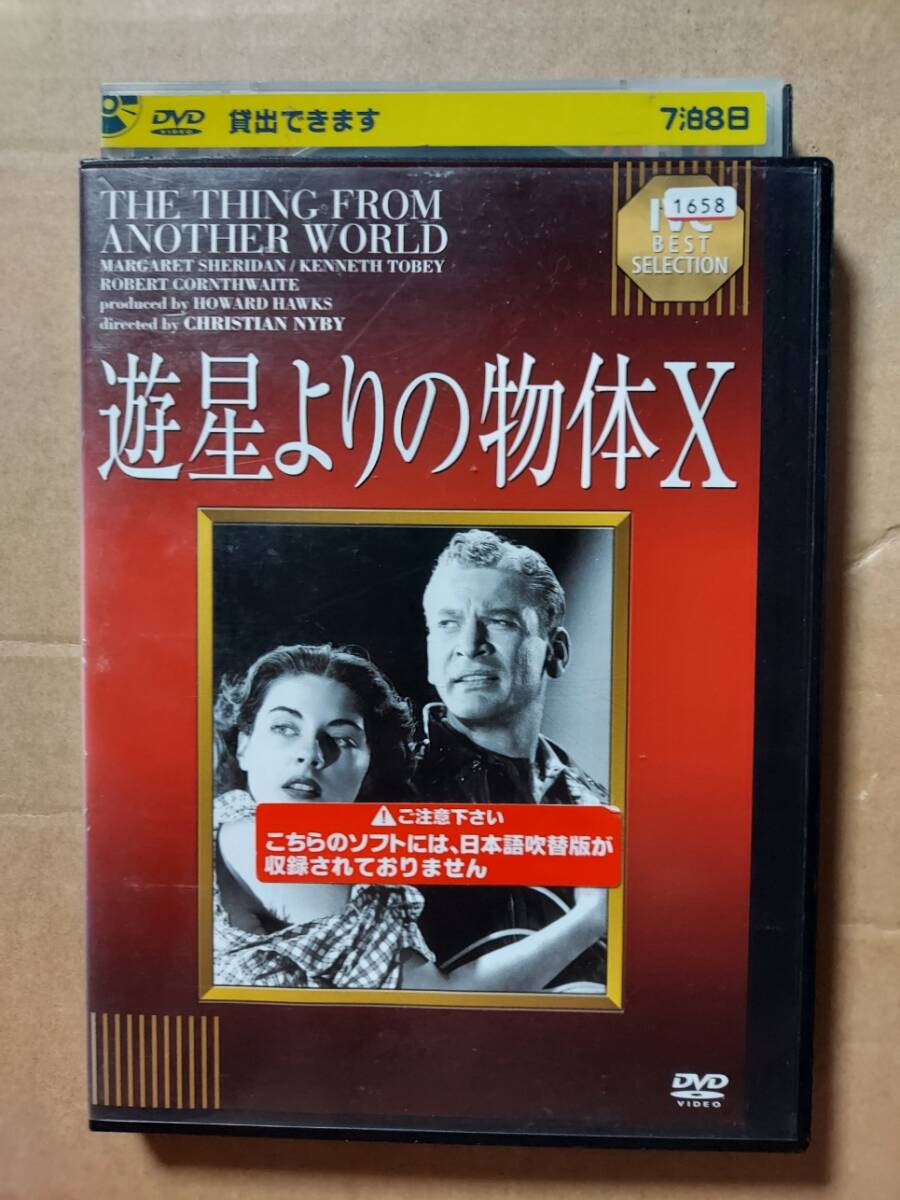 DVD
VIDEO
貸出できます
7泊8日
THE THING FROM
ANOTHER WORLD
MARGARET SHERIDAN / KENNETH TOBEY
ROBERT CORNTHWAITE
produced by HOWARD HAWKS
directed by CHRISTIAN NYBY
1658
BEST
SELECTION
遊星よりの物体X
ご注意下さい
こちらのソフトには、日本語吹替版が
収録されておりません
DVD
VIDEO